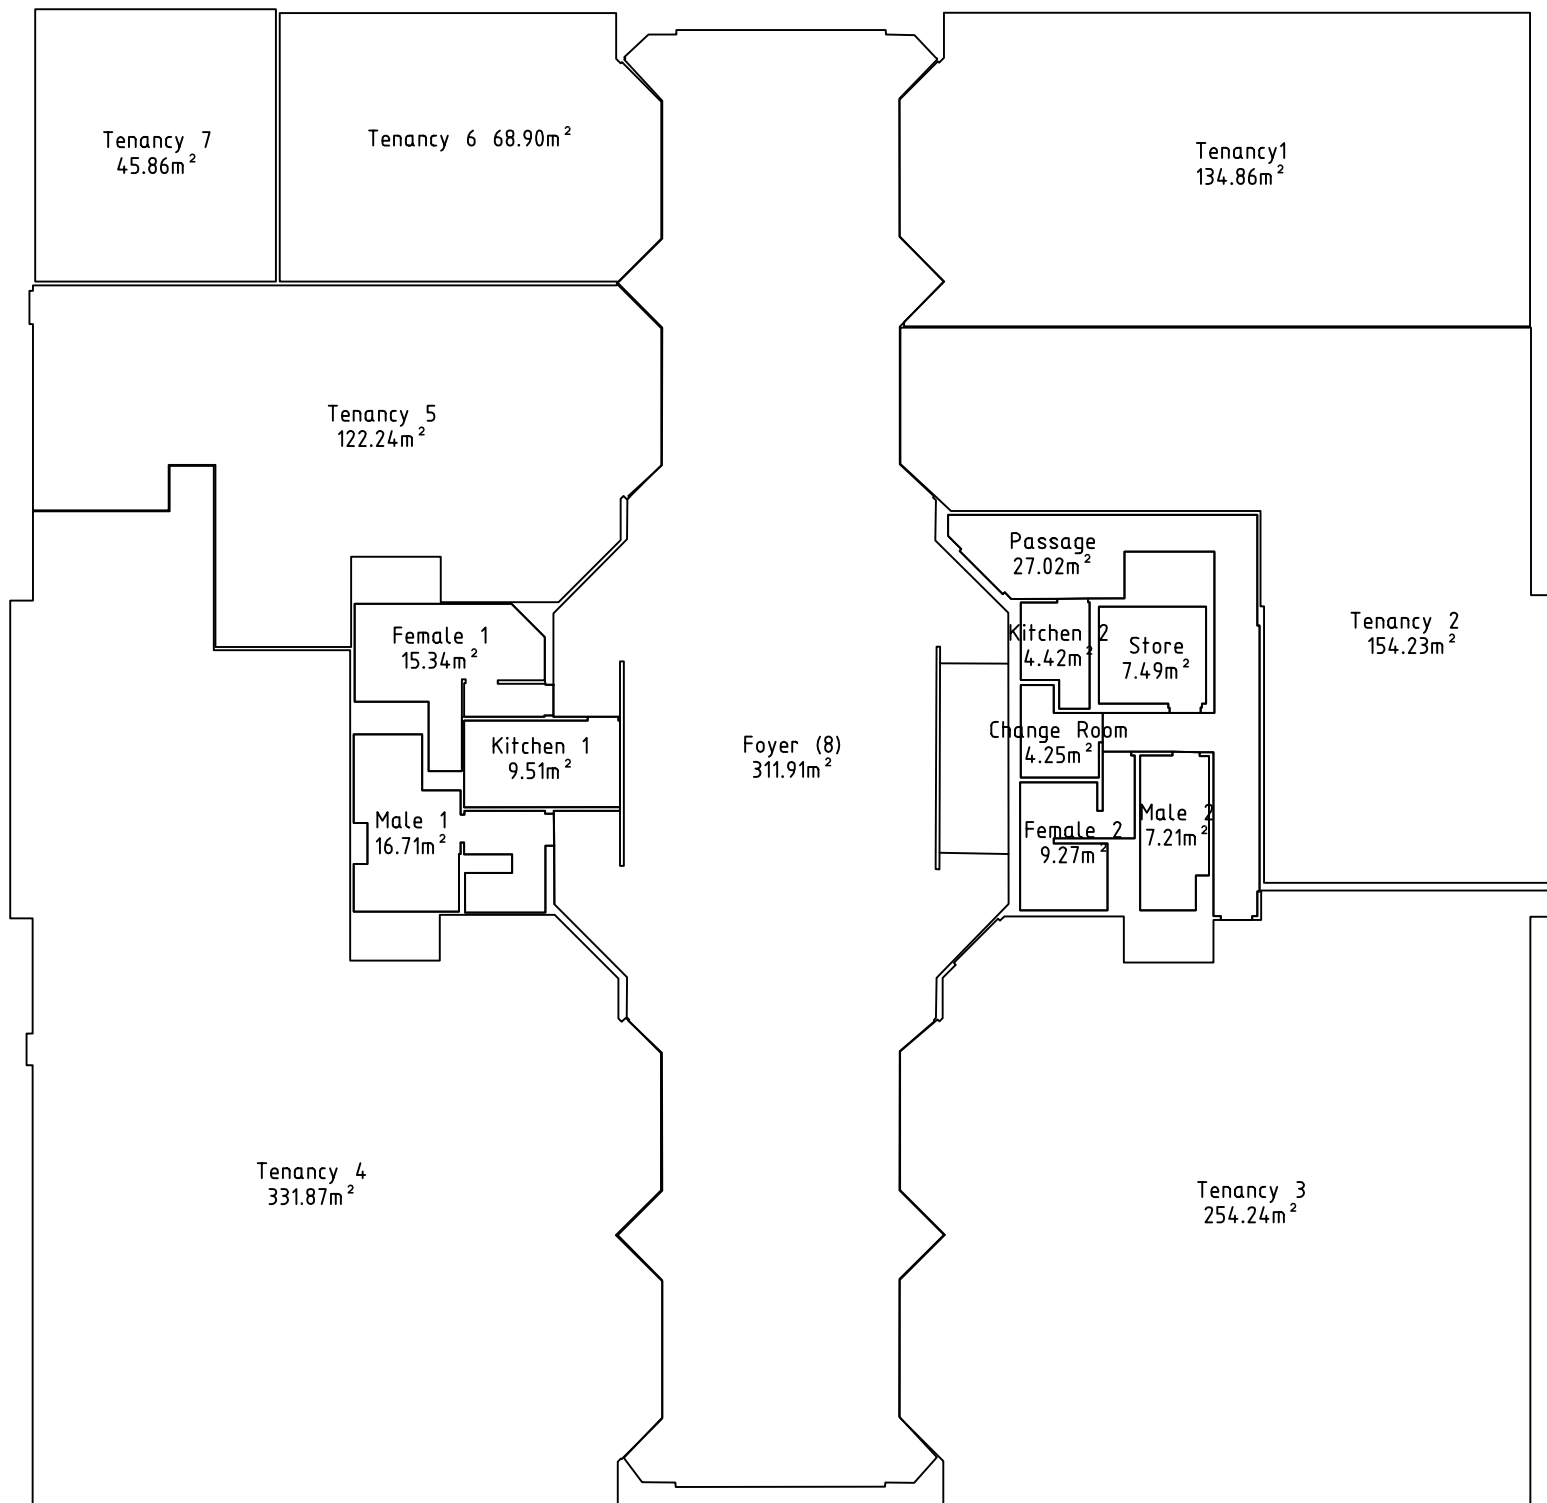 Tenancy 7
45.86m²
Tenancy 6 68.90m²
Tenancy1
134.86m²
Tenancy 5
122.24m²
Passage
27.02m²
Female 1
15.34m²
Kitchen 2
4.42m²
Store
7.49m²
Tenancy 2
154.23m²
Kitchen 1
9.51m²
Foyer (8)
311.91m²
Change Room
4.25m²
Male 1
16.71m²
Female 2
9.27m²
Male 2
7.21m²
Tenancy 4
331.87m²
Tenancy 3
254.24m²